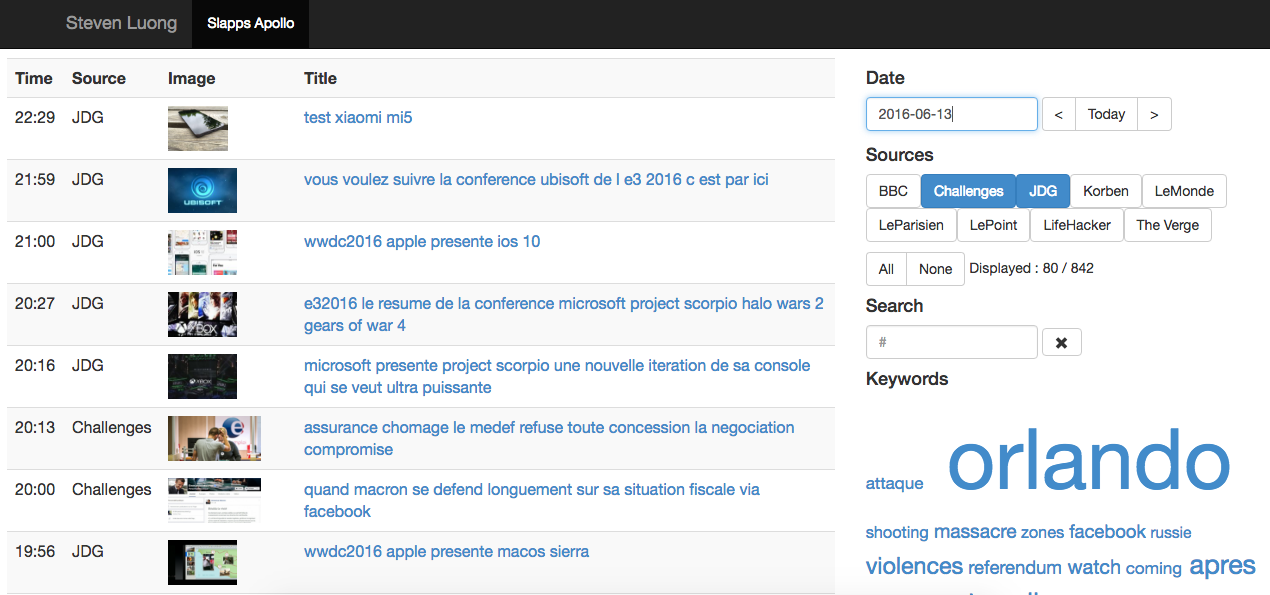 Steven Luong Slapps Apollo
Time Source Image Title
22:29 JDG test xiaomi mi5
21:59 JDG UBISOFT vous voulez suivre la conference ubisoft de l e3 2016 c est par ici
21:00 JDG wwdc2016 apple presente ios 10
20:27 JDG XBOX e32016 le resume de la conference microsoft project scorpio halo wars 2
gears of war 4
20:16 JDG XBOX microsoft presente project scorpio une nouvelle iteration de sa console
qui se veut ultra puissante
20:13 Challenges assurance chomage le medef refuse toute concession la negociation
compromise
20:00 Challenges quand macron se defend longuement sur sa situation fiscale via
facebook
19:56 JDG wwdc2016 apple presente macos sierra
Date
2016-06-13 < Today >
Sources
BBC Challenges JDG Korben LeMonde
LeParisien LePoint LifeHacker The Verge
All None Displayed : 80 / 842
Search
# ✖
Keywords
attaque orlando
shooting massacre zones facebook russie
violences referendum watch coming apres